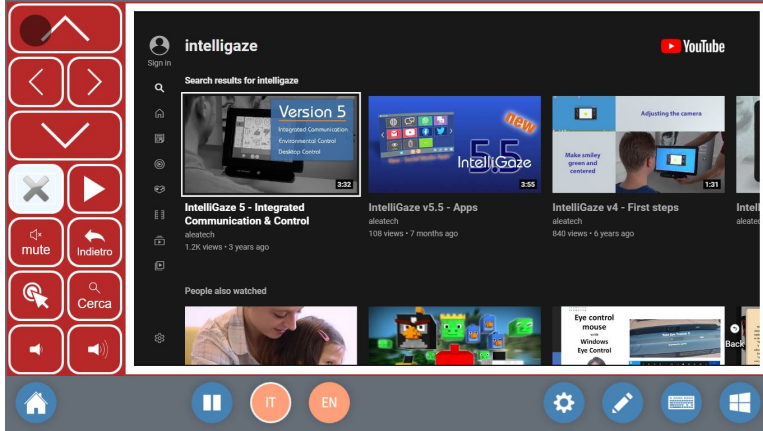 mute
Indietro
Cerca
Sign in
intelligaze
YouTube
Search results for intelligaze
Version 5
Integrated Communication
Environmental Control
Desktop Control
3:32
IntelliGaze 5 - Integrated
Communication & Control
aleatech
1.2K views • 3 years ago
new
5.5
IntelliGaze
3:55
IntelliGaze v5.5 - Apps
aleatech
108 views • 7 months ago
Adjusting the camera
Make smiley
green and
centered
1:31
IntelliGaze v4 - First steps
aleatech
840 views • 6 years ago
Intel
aleatec
People also watched
Eye control
mouse
with
Windows
Eye Control
Back
IT
EN